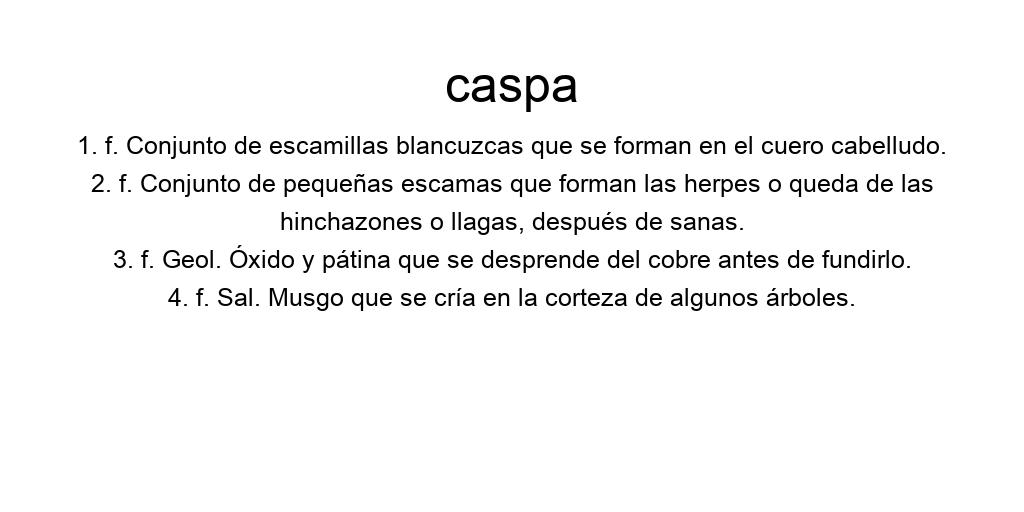 caspa
1. f. Conjunto de escamillas blancuzcas que se forman en el cuero cabelludo.
2. f. Conjunto de pequeñas escamas que forman las herpes o queda de las
hinchazones o llagas, después de sanas.
3. f. Geol. Óxido y pátina que se desprende del cobre antes de fundirlo.
4. f. Sal. Musgo que se cría en la corteza de algunos árboles.